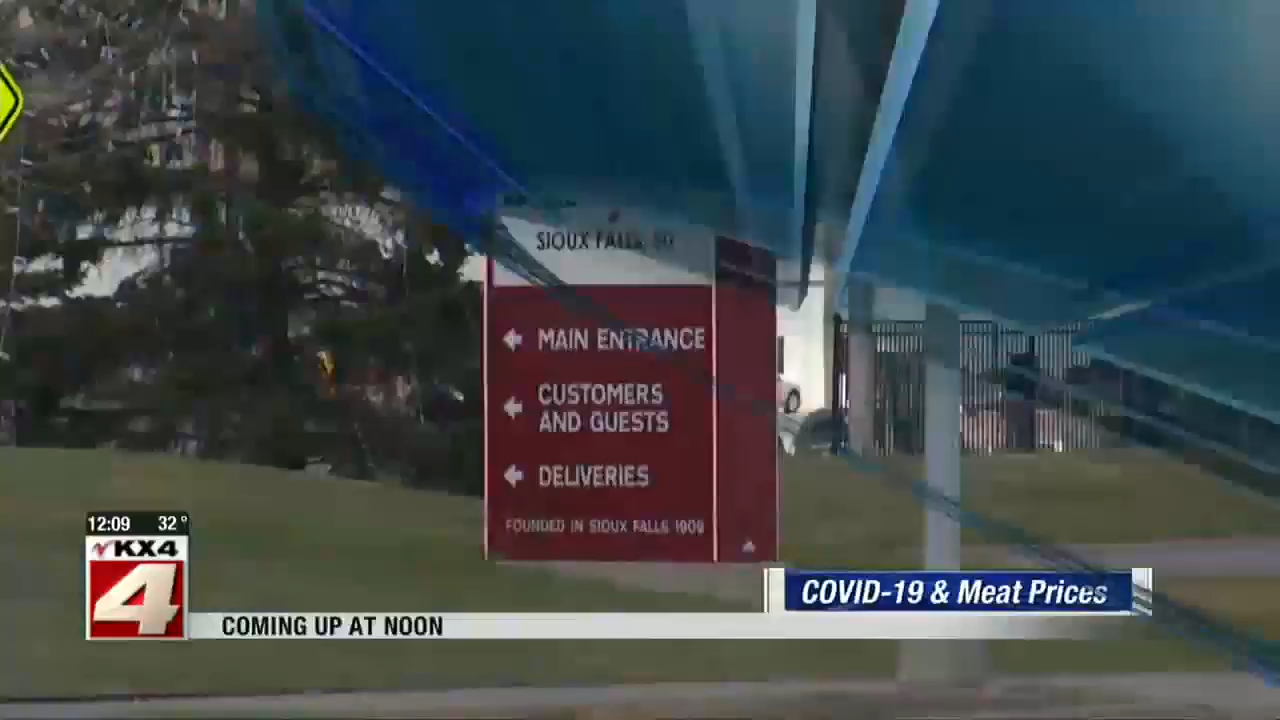 SIOUX FALLS, SD
MAIN ENTRANCE
CUSTOMERS
AND GUESTS
DELIVERIES
FOUNDED IN SIOUX FALLS 1909
12:09 32°
KX4
4
COVID-19 & Meat Prices
COMING UP AT NOON